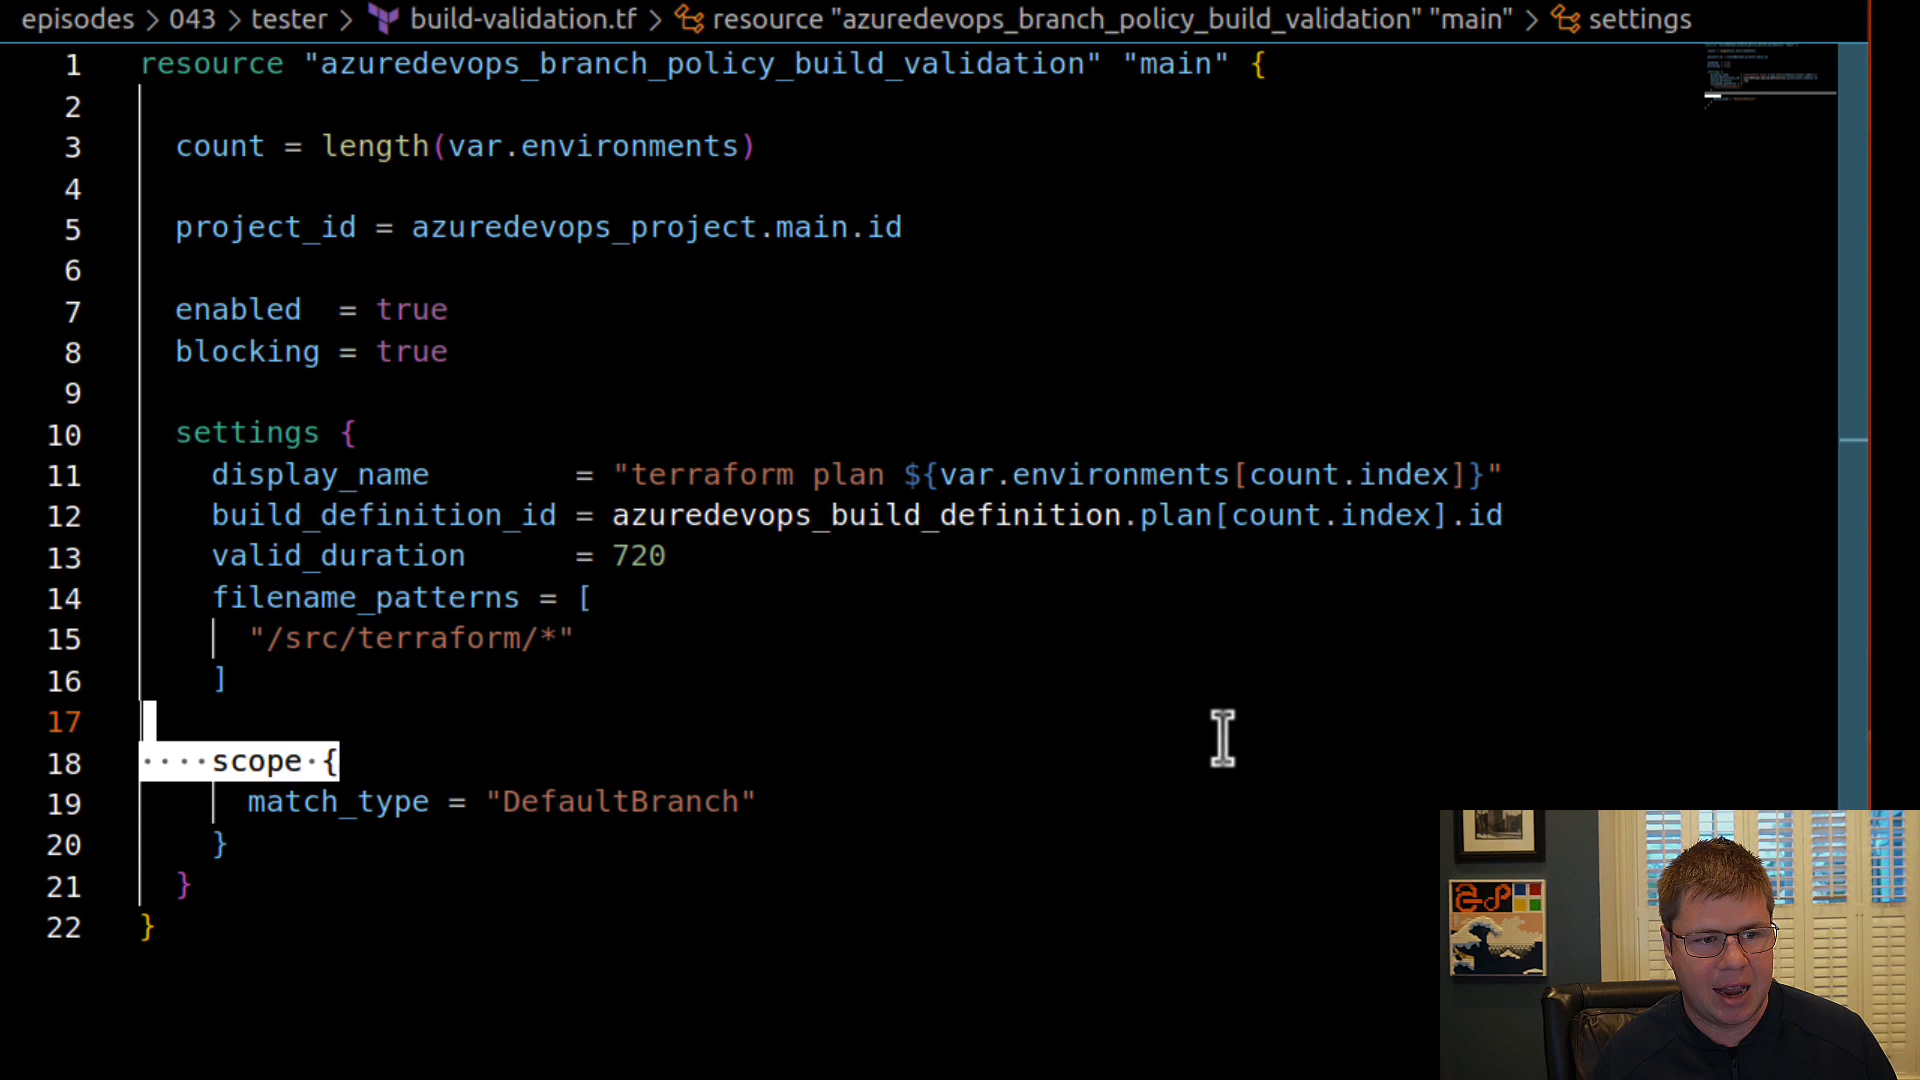 episodes > 043 > tester > build-validation.tf > resource "azuredevops_branch_policy_build_validation" "main" > settings
1 resource "azuredevops_branch_policy_build_validation" "main" {
2
3 count = length(var.environments)
4
5 project_id = azuredevops_project.main.id
6
7 enabled = true
8 blocking = true
9
10 settings {
11 display_name = "terraform plan ${var.environments[count.index]}"
12 build_definition_id = azuredevops_build_definition.plan[count.index].id
13 valid_duration = 720
14 filename_patterns = [
15 "/src/terraform/*"
16 ]
17
18 ····scope·{
19 match_type = "DefaultBranch"
20 }
21 }
22 }